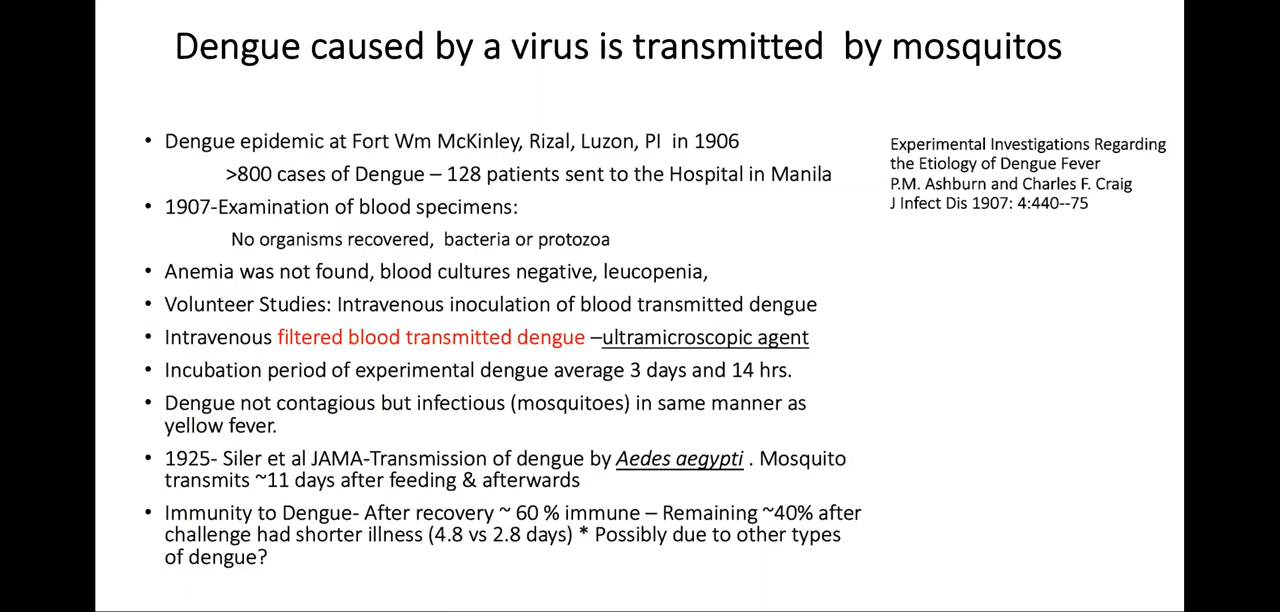 Dengue caused by a virus is transmitted  by mosquitos
• Dengue epidemic at Fort Wm McKinley, Rizal, Luzon, PI  in 1906
>800 cases of Dengue – 128 patients sent to the Hospital in Manila
• 1907-Examination of blood specimens:
No organisms recovered,  bacteria or protozoa
• Anemia was not found, blood cultures negative, leucopenia,
• Volunteer Studies: Intravenous inoculation of blood transmitted dengue
• Intravenous filtered blood transmitted dengue –ultramicroscopic agent
• Incubation period of experimental dengue average 3 days and 14 hrs.
• Dengue not contagious but infectious (mosquitoes) in same manner as
yellow fever.
• 1925- Siler et al JAMA-Transmission of dengue by Aedes aegypti . Mosquito
transmits ~11 days after feeding & afterwards
• Immunity to Dengue- After recovery ~ 60 % immune – Remaining ~40% after
challenge had shorter illness (4.8 vs 2.8 days) * Possibly due to other types
of dengue?
Experimental Investigations Regarding
the Etiology of Dengue Fever
P.M. Ashburn and Charles F. Craig
J Infect Dis 1907: 4:440--75